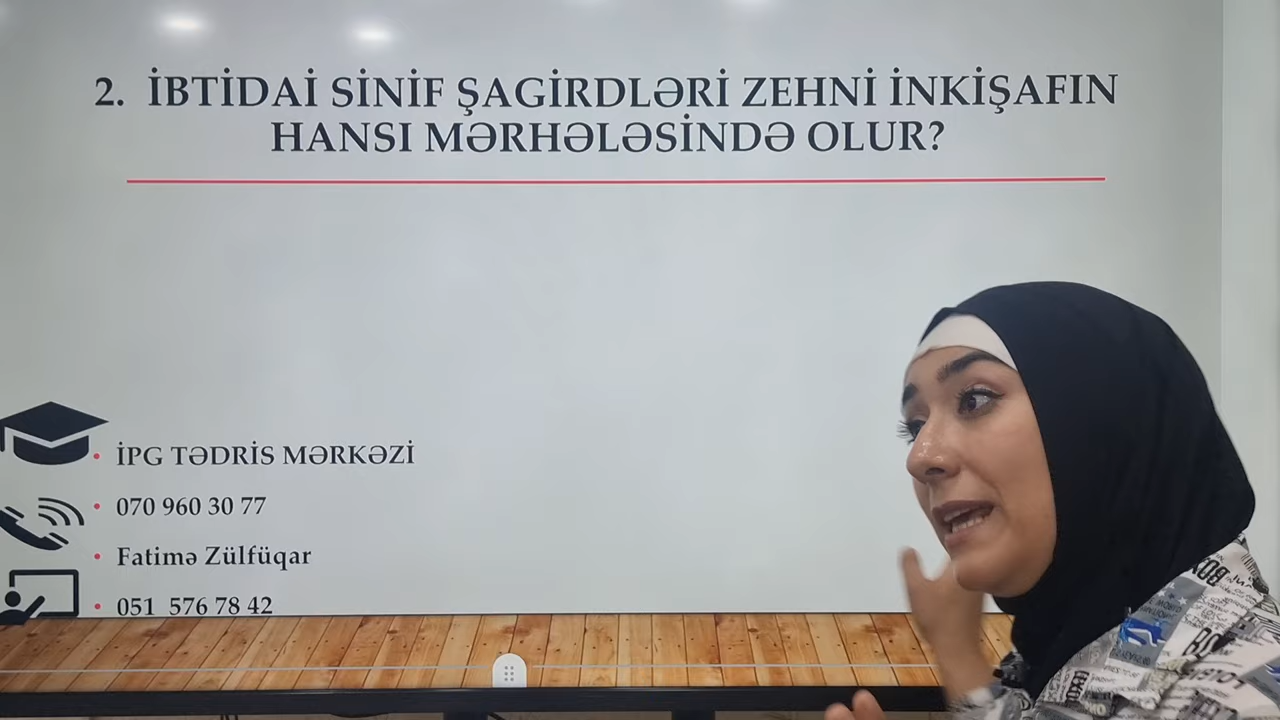 2. İBTİDAİ SİNİF ŞAGİRDLƏRİ ZEHNİ İNKİŞAFIN
HANSI MƏRHƏLƏSİNDƏ OLUR?
İPG TƏDRİS MƏRKƏZİ
070 960 30 77
Fatimə Zülfüqar
051 576 78 42